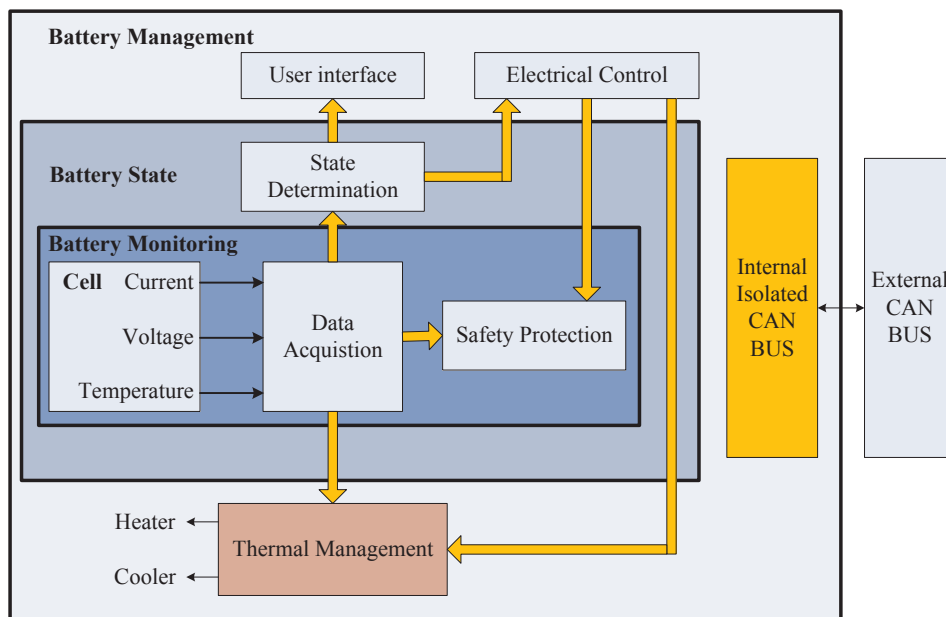 Battery Management
User interface
Electrical Control
Battery State
State
Determination
Battery Monitoring
Cell
Current
Voltage
Temperature
Data
Acquistion
Safety Protection
Internal
Isolated
CAN
BUS
External
CAN
BUS
Heater
Cooler
Thermal Management